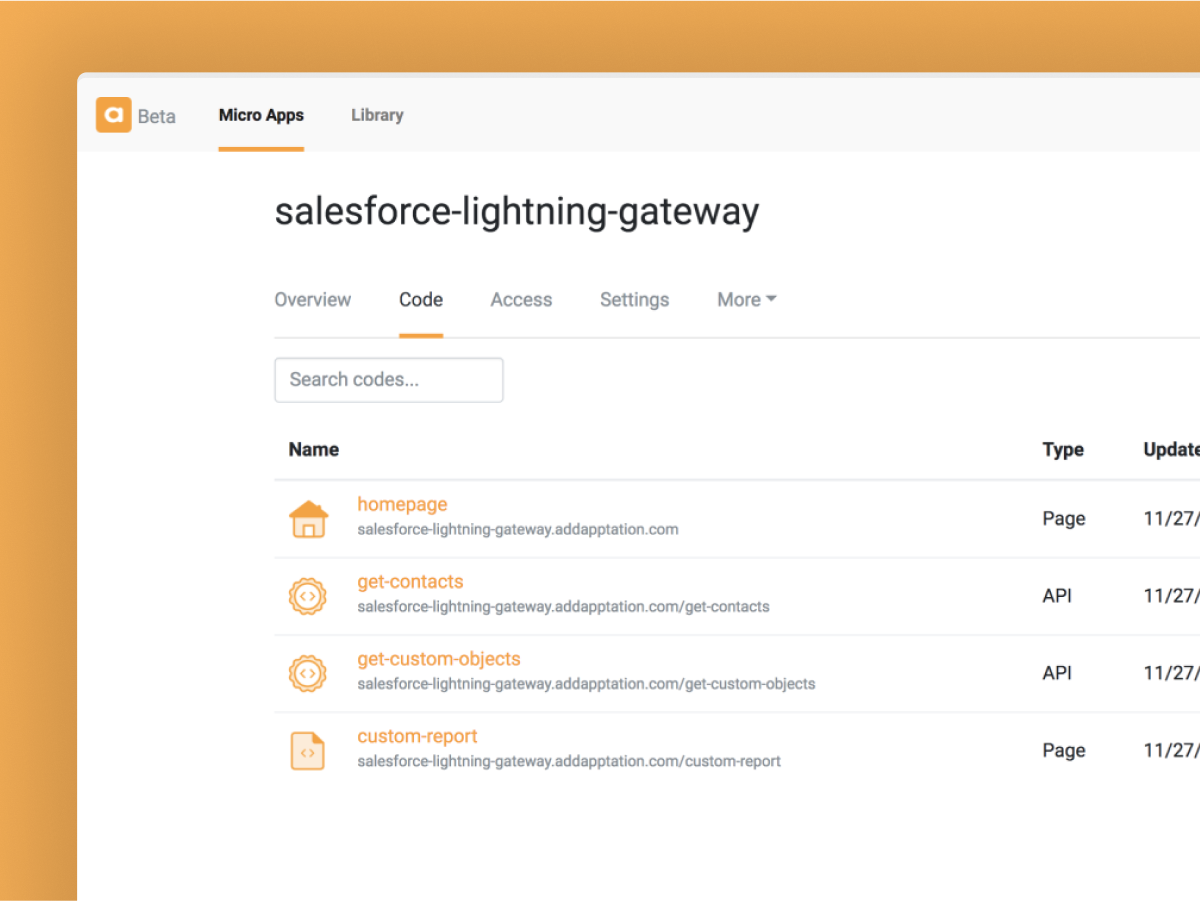 a Beta Micro Apps Library
salesforce-lightning-gateway
Overview Code Access Settings More
Search codes...
Name Type Update
homepage
salesforce-lightning-gateway.addapptation.com
Page 11/27/
get-contacts
salesforce-lightning-gateway.addapptation.com/get-contacts
API 11/27/
get-custom-objects
salesforce-lightning-gateway.addapptation.com/get-custom-objects
API 11/27/
custom-report
salesforce-lightning-gateway.addapptation.com/custom-report
Page 11/27/